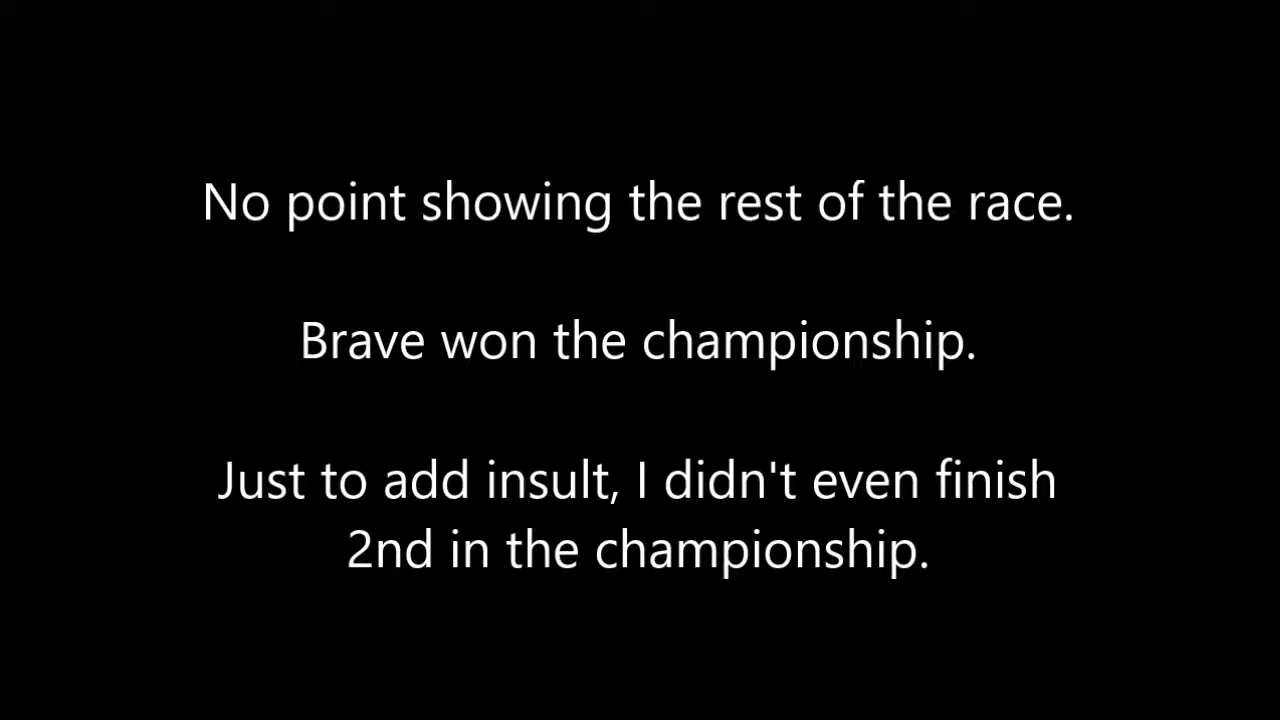 No point showing the rest of the race.
Brave won the championship.
Just to add insult, I didn't even finish
2nd in the championship.